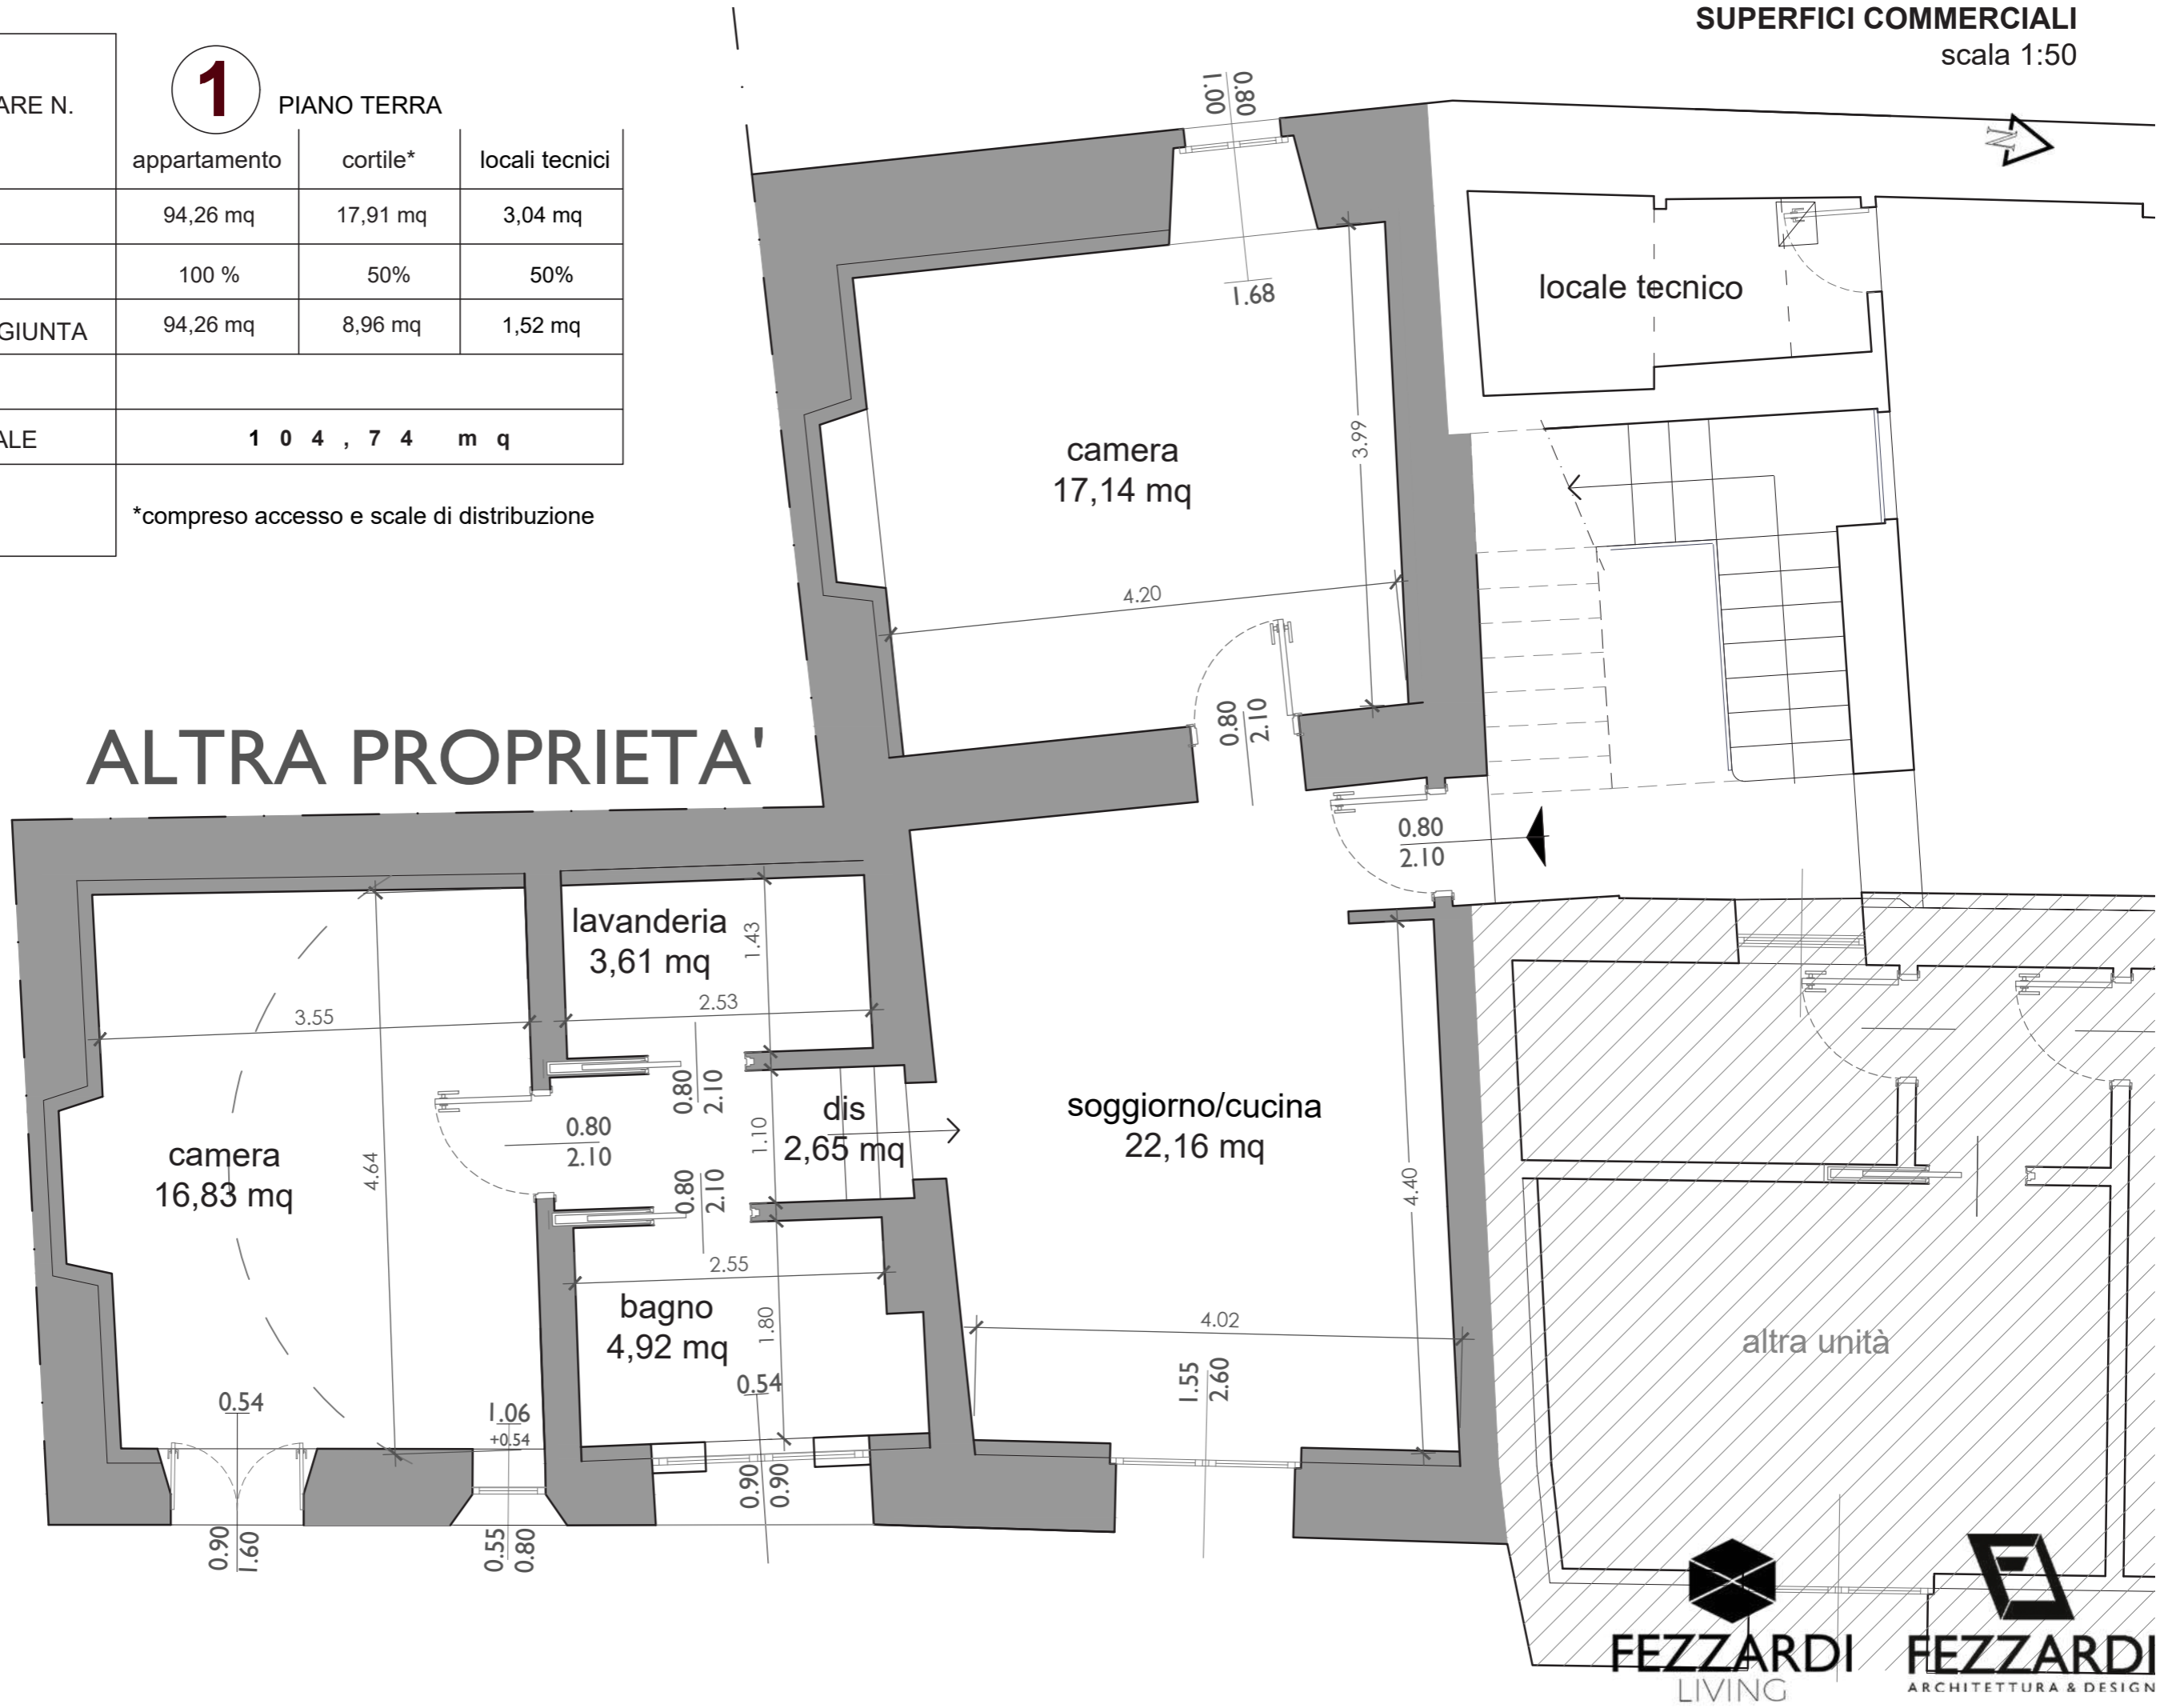 SUPERFICI COMMERCIALI
scala 1:50
ARE N.
1 PIANO TERRA
appartamento cortile* locali tecnici
94,26 mq 17,91 mq 3,04 mq
100 % 50% 50%
GIUNTA 94,26 mq 8,96 mq 1,52 mq
ALE 104,74 mq
*compreso accesso e scale di distribuzione
ALTRA PROPRIETA'
1.00
0.80
1.68
N
locale tecnico
camera
17,14 mq
3.99
4.20
0.80
2.10
0.80
2.10
lavanderia
3,61 mq
1.43
2.53
3.55
0.80
2.10
dis
2,65 mq
1.10
0.80
2.10
camera
16,83 mq
4.64
0.80
2.10
soggiorno/cucina
22,16 mq
4.40
2.55
bagno
4,92 mq
1.80
4.02
altra unità
0.54
1.06
+0.54
0.54
1.55
2.60
0.90
1.60
0.55
0.80
0.90
0.90
FEZZARDI
LIVING
FEZZARDI
ARCHITETTURA & DESIGN